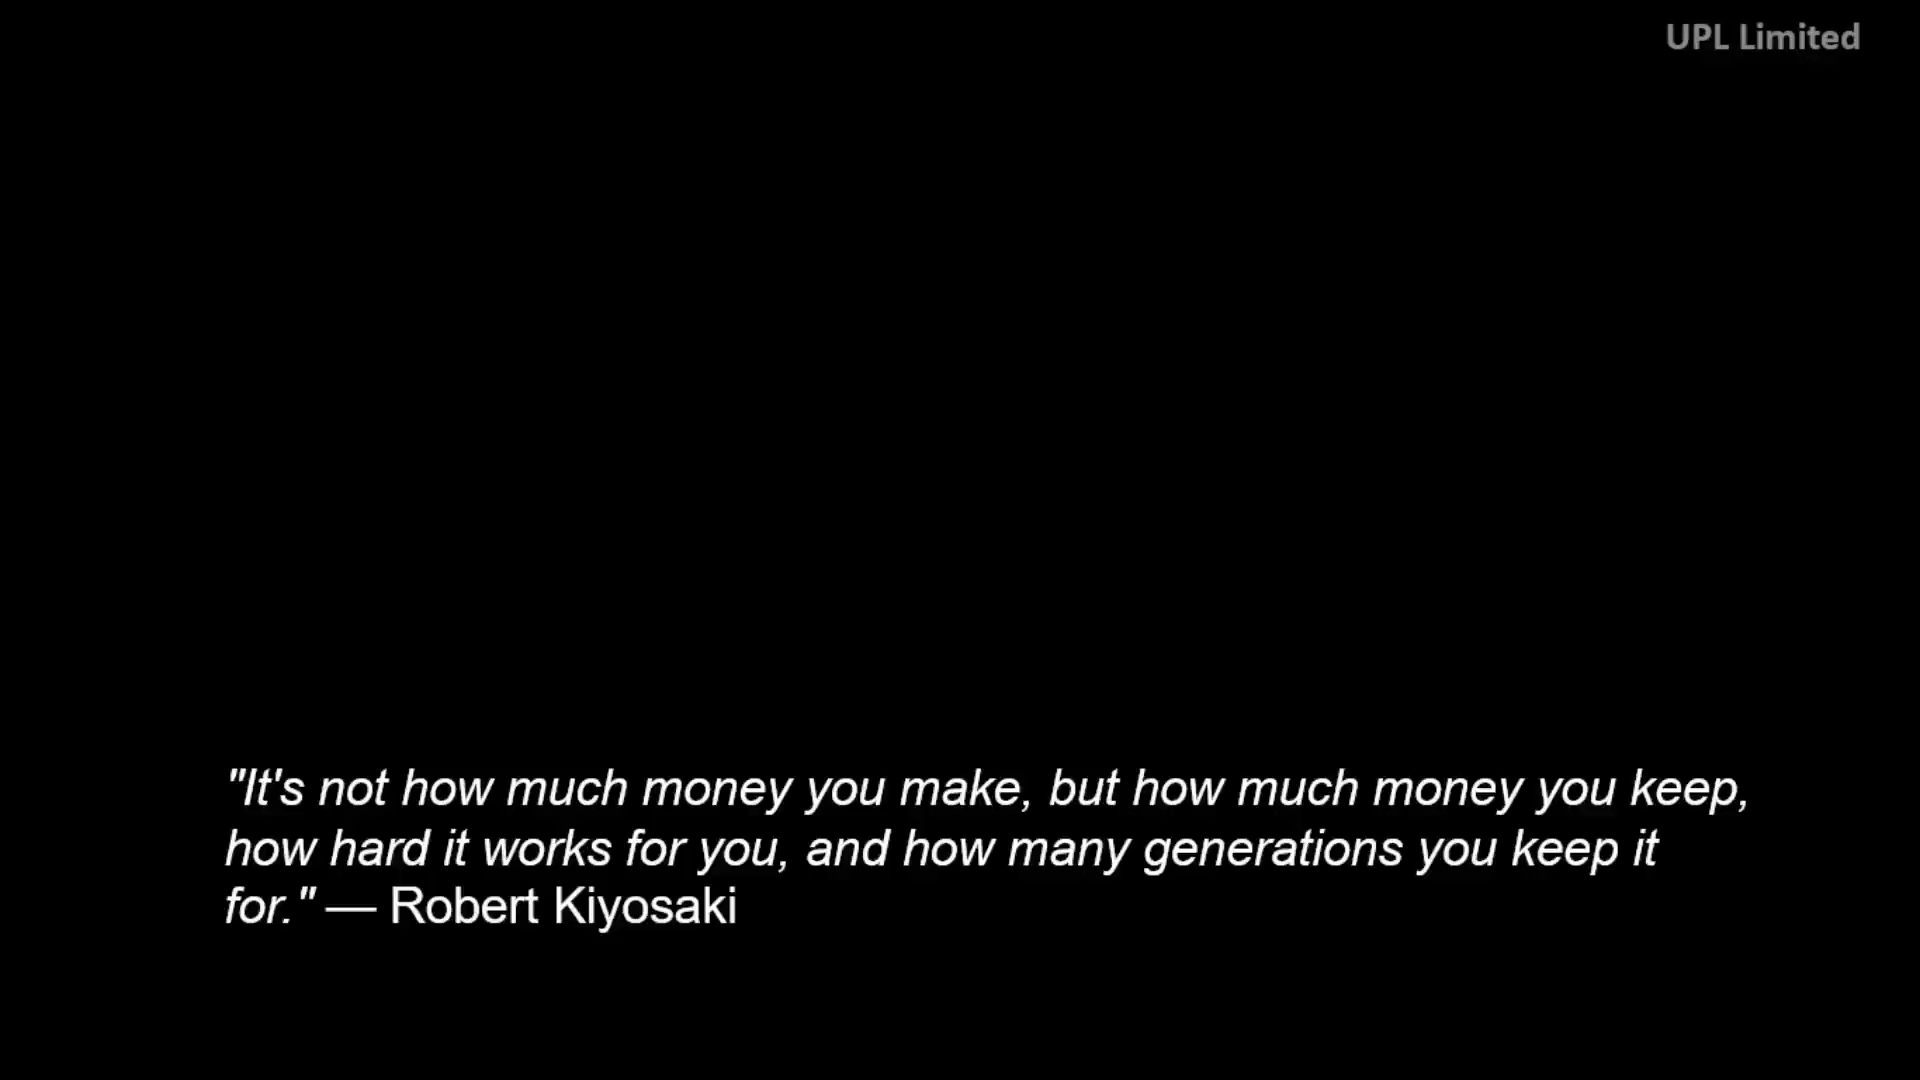 UPL Limited
"It's not how much money you make, but how much money you keep,
how hard it works for you, and how many generations you keep it
for." — Robert Kiyosaki